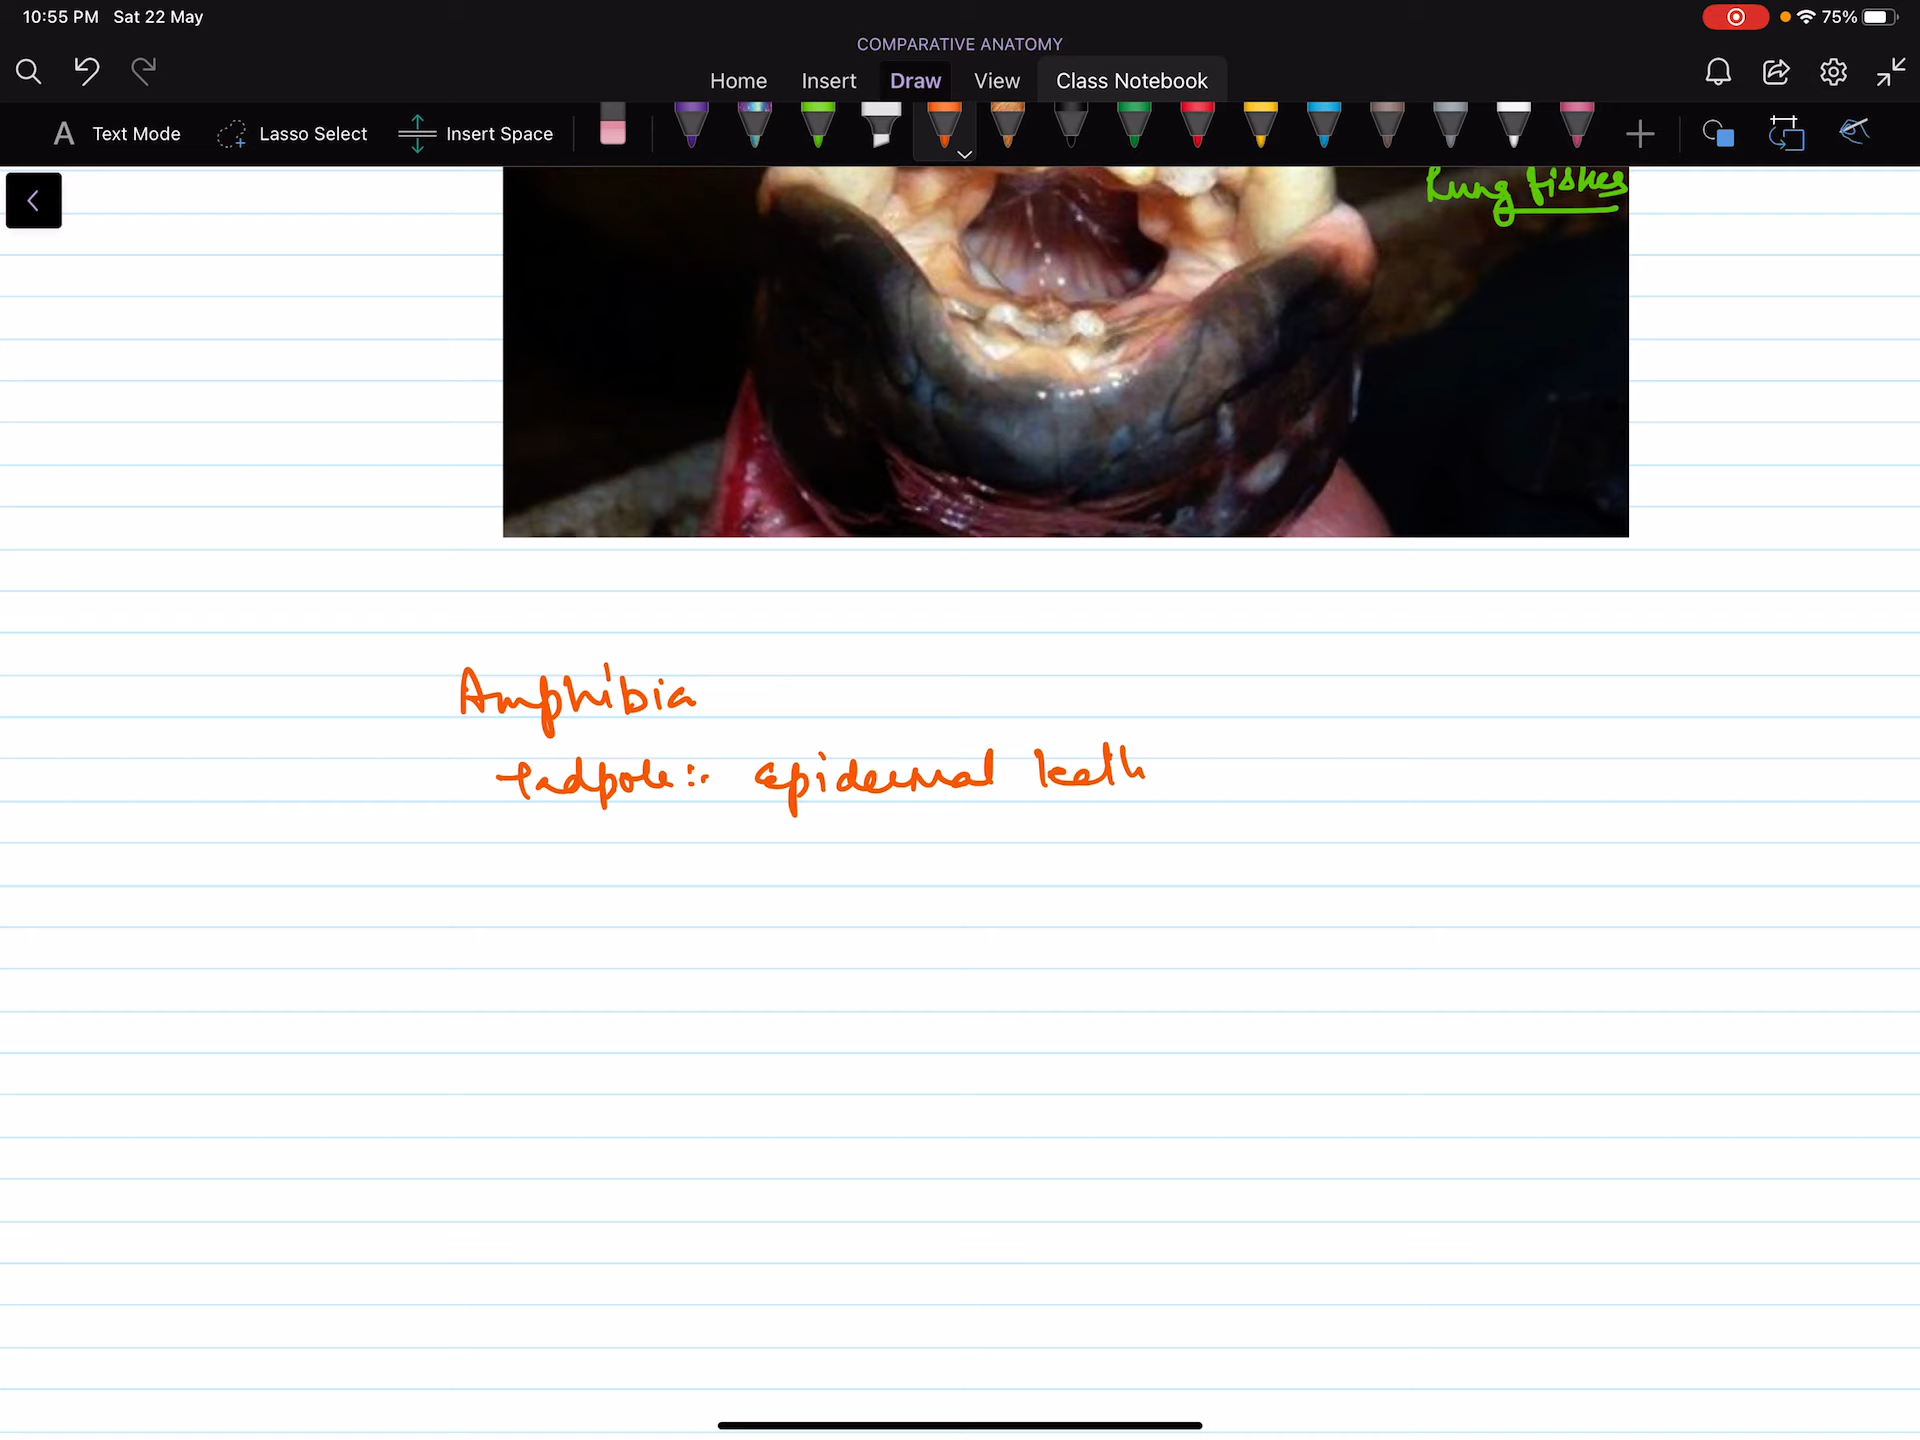 10:55 PM Sat 22 May
75%
COMPARATIVE ANATOMY
Home Insert Draw View Class Notebook
A Text Mode Lasso Select Insert Space
Lung fishes
Amphibia
tadpole :- epidermal teeth